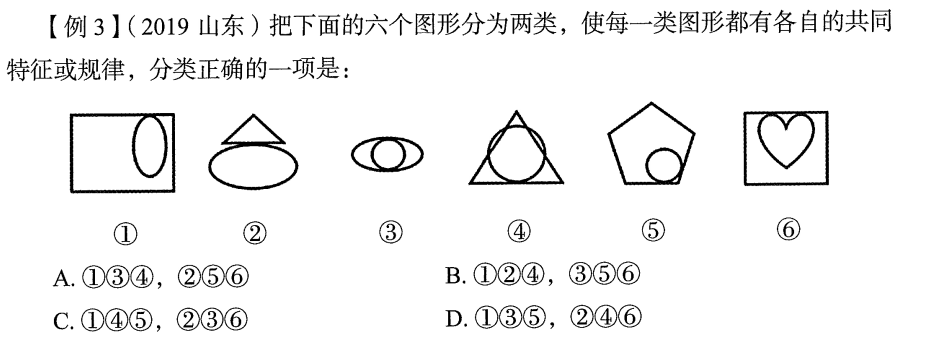 【例 3】（2019 山东）把下面的六个图形分为两类，使每一类图形都有各自的共同
特征或规律，分类正确的一项是：
① ② ③ ④ ⑤ ⑥
A. ①③④，②⑤⑥ B. ①②④，③⑤⑥
C. ①④⑤，②③⑥ D. ①③⑤，②④⑥